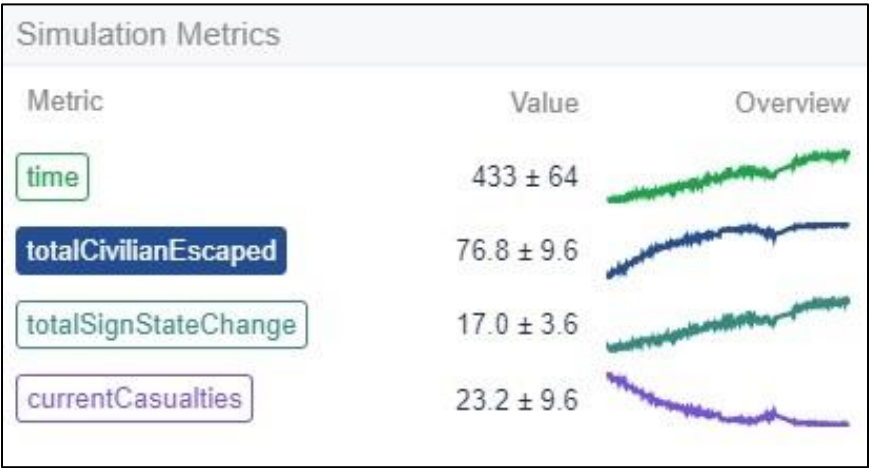 Simulation Metrics
Metric Value Overview
time 433 ± 64
totalCivilianEscaped 76.8 ± 9.6
totalSignStateChange 17.0 ± 3.6
currentCasualties 23.2 ± 9.6